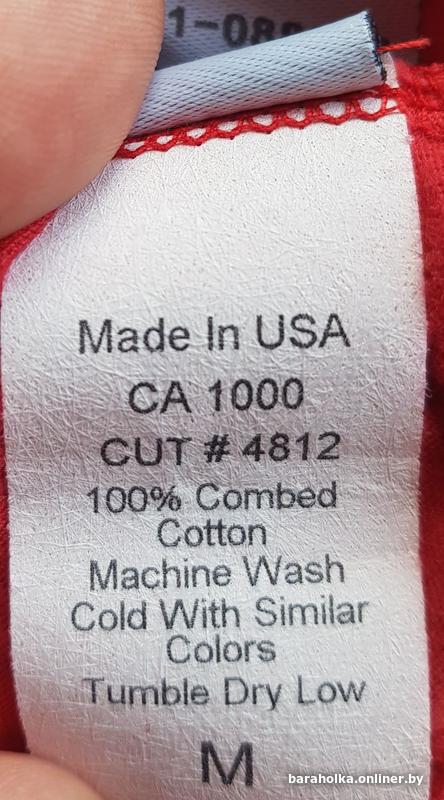 Made In USA
CA 1000
CUT # 4812
100% Combed
Cotton
Machine Wash
Cold With Similar
Colors
Tumble Dry Low
M
baraholka.onliner.by